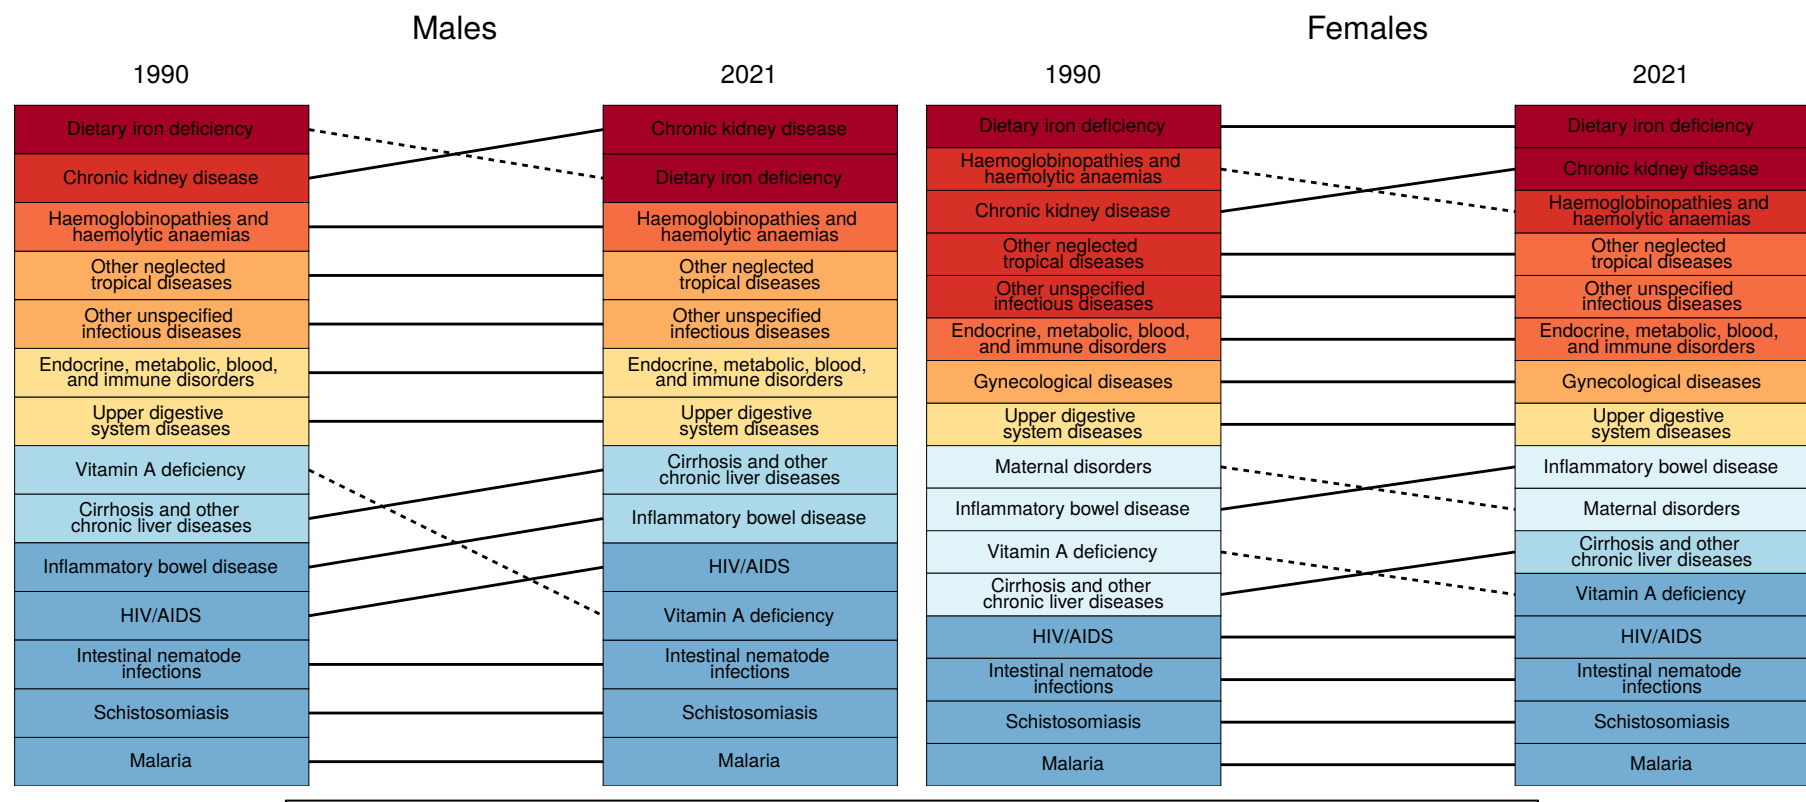 Males
1990
2021
Dietary iron deficiency
Chronic kidney disease
Haemoglobinopathies and
haemolytic anaemias
Other neglected
tropical diseases
Other unspecified
infectious diseases
Endocrine, metabolic, blood,
and immune disorders
Upper digestive
system diseases
Vitamin A deficiency
Cirrhosis and other
chronic liver diseases
Inflammatory bowel disease
HIV/AIDS
Intestinal nematode
infections
Schistosomiasis
Malaria
Chronic kidney disease
Dietary iron deficiency
Haemoglobinopathies and
haemolytic anaemias
Other neglected
tropical diseases
Other unspecified
infectious diseases
Endocrine, metabolic, blood,
and immune disorders
Upper digestive
system diseases
Cirrhosis and other
chronic liver diseases
Inflammatory bowel disease
HIV/AIDS
Vitamin A deficiency
Intestinal nematode
infections
Schistosomiasis
Malaria
Females
1990
2021
Dietary iron deficiency
Haemoglobinopathies and
haemolytic anaemias
Chronic kidney disease
Other neglected
tropical diseases
Other unspecified
infectious diseases
Endocrine, metabolic, blood,
and immune disorders
Gynecological diseases
Upper digestive
system diseases
Maternal disorders
Inflammatory bowel disease
Vitamin A deficiency
Cirrhosis and other
chronic liver diseases
HIV/AIDS
Intestinal nematode
infections
Schistosomiasis
Malaria
Dietary iron deficiency
Chronic kidney disease
Haemoglobinopathies and
haemolytic anaemias
Other neglected
tropical diseases
Other unspecified
infectious diseases
Endocrine, metabolic, blood,
and immune disorders
Gynecological diseases
Upper digestive
system diseases
Inflammatory bowel disease
Maternal disorders
Cirrhosis and other
chronic liver diseases
Vitamin A deficiency
HIV/AIDS
Intestinal nematode
infections
Schistosomiasis
Malaria